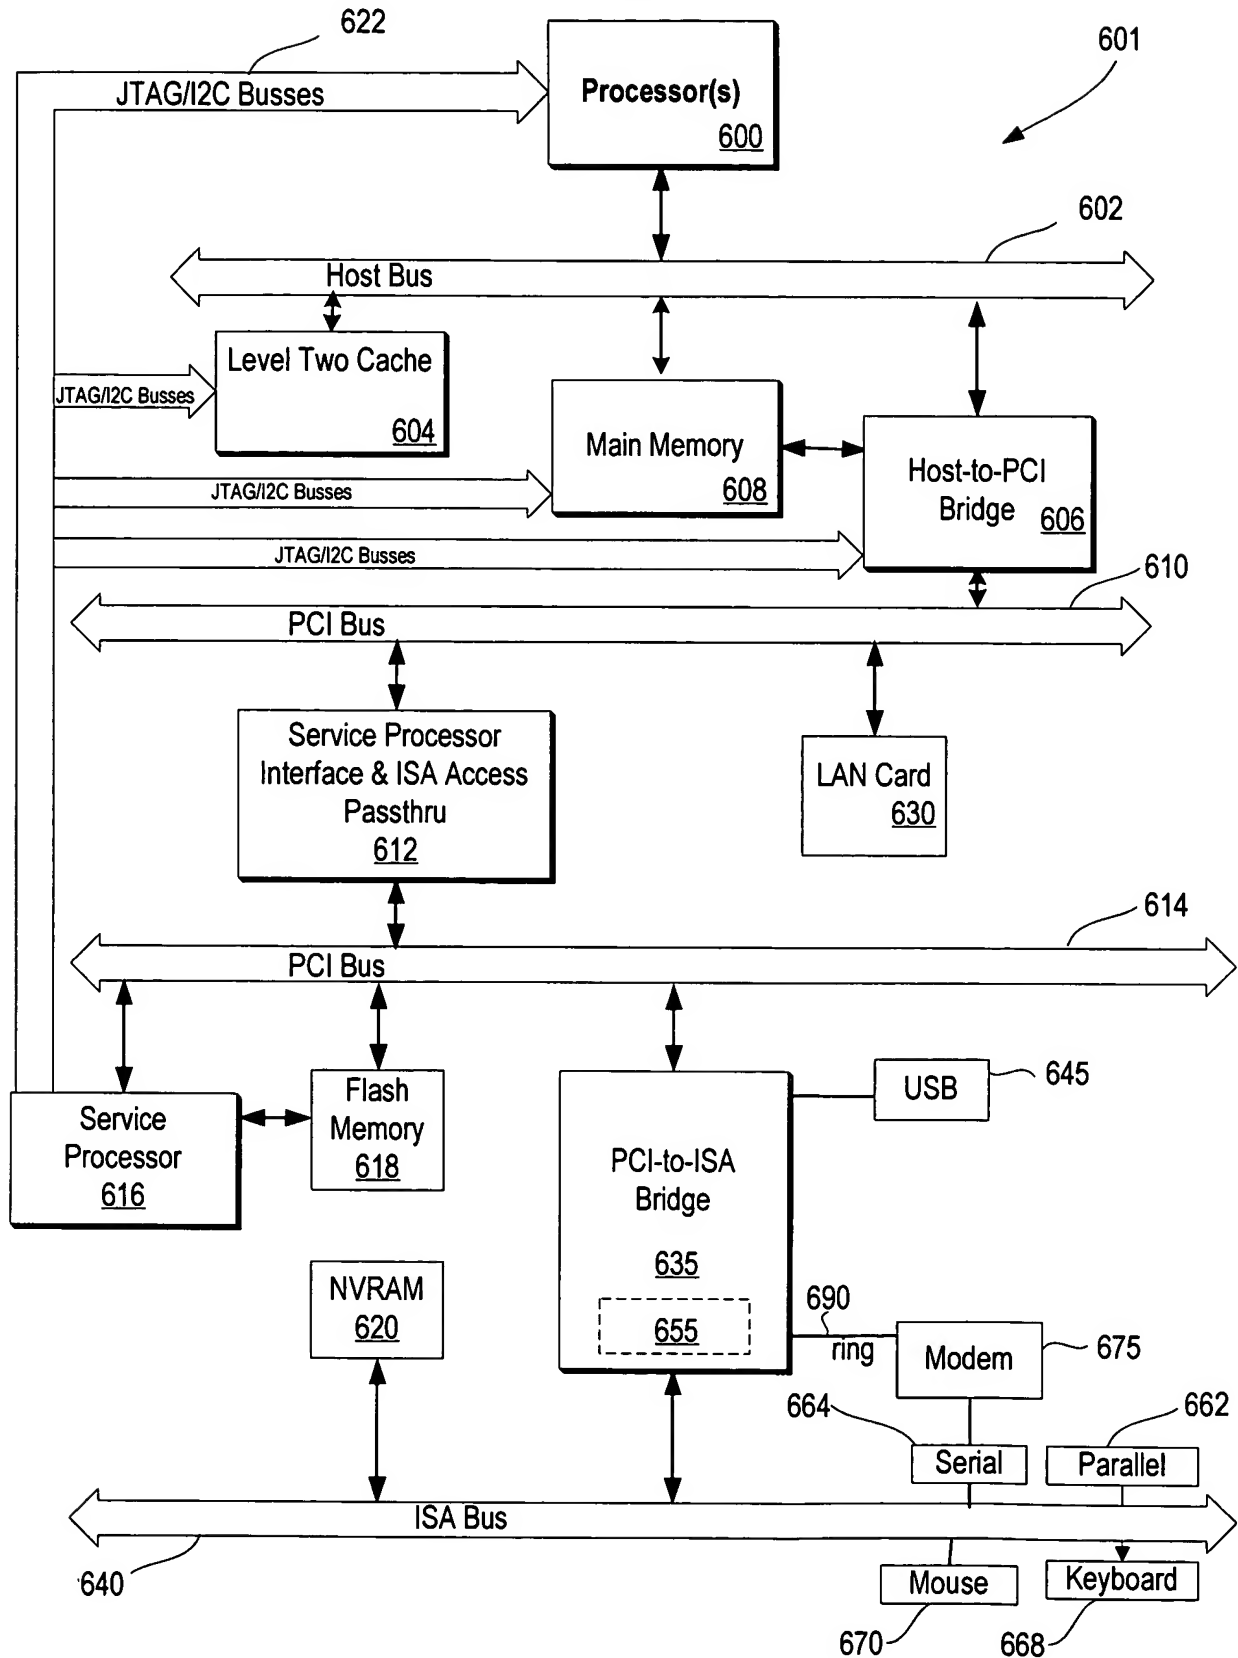 622
601
JTAG/I2C Busses
Processor(s)
600
602
Host Bus
Level Two Cache
604
JTAG/I2C Busses
Main Memory
608
Host-to-PCI
Bridge
606
JTAG/I2C Busses
JTAG/I2C Busses
610
PCI Bus
Service Processor
Interface & ISA Access
Passthru
612
LAN Card
630
614
PCI Bus
Service
Processor
616
Flash
Memory
618
PCI-to-ISA
Bridge
635
655
USB
645
NVRAM
620
690
ring
Modem
675
664
662
Serial
Parallel
ISA Bus
640
Mouse
Keyboard
670
668